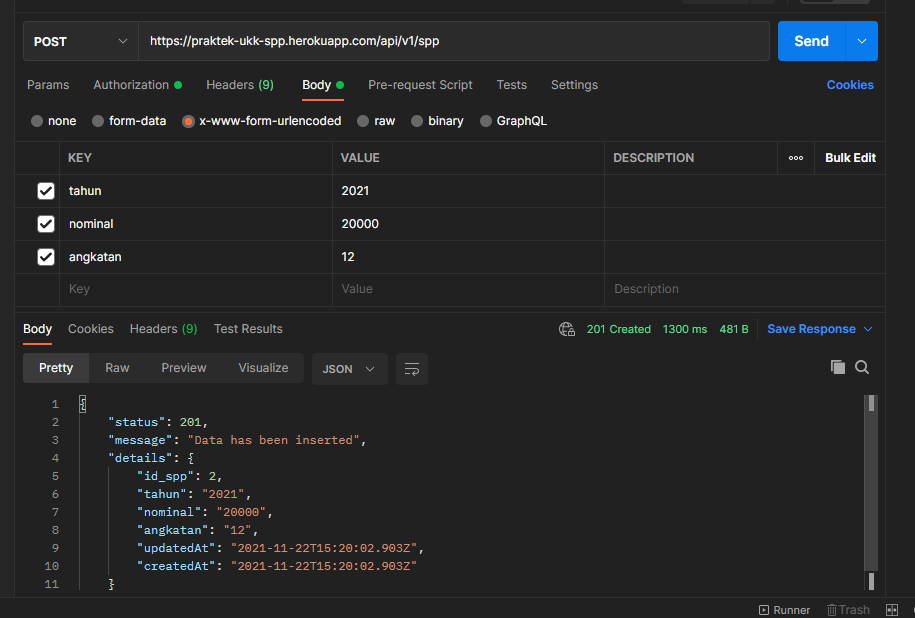 POST https://praktek-ukk-spp.herokuapp.com/api/v1/spp Send
Params Authorization Headers (9) Body Pre-request Script Tests Settings Cookies
none form-data x-www-form-urlencoded raw binary GraphQL
KEY VALUE DESCRIPTION ooo Bulk Edit
tahun 2021
nominal 20000
angkatan 12
Key Value Description
Body Cookies Headers (9) Test Results 201 Created 1300 ms 481 B Save Response
Pretty Raw Preview Visualize JSON
1 {
2 "status": 201,
3 "message": "Data has been inserted",
4 "details": {
5 "id_spp": 2,
6 "tahun": "2021",
7 "nominal": "20000",
8 "angkatan": "12",
9 "updatedAt": "2021-11-22T15:20:02.903Z",
10 "createdAt": "2021-11-22T15:20:02.903Z"
11 }
Runner Trash